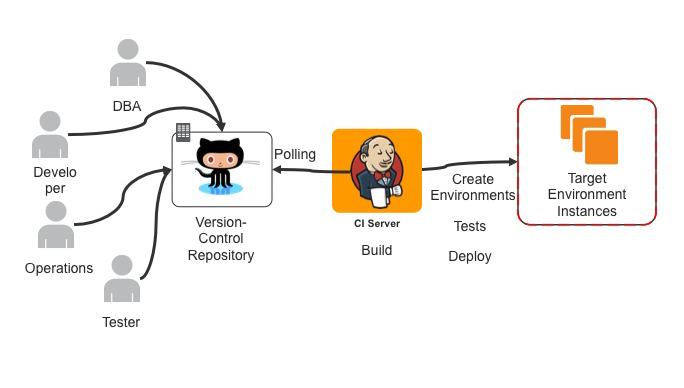 DBA
Develo
per
Operations
Tester
Version-
Control
Repository
Polling
CI Server
Build
Create
Environments
Tests
Deploy
Target
Environment
Instances